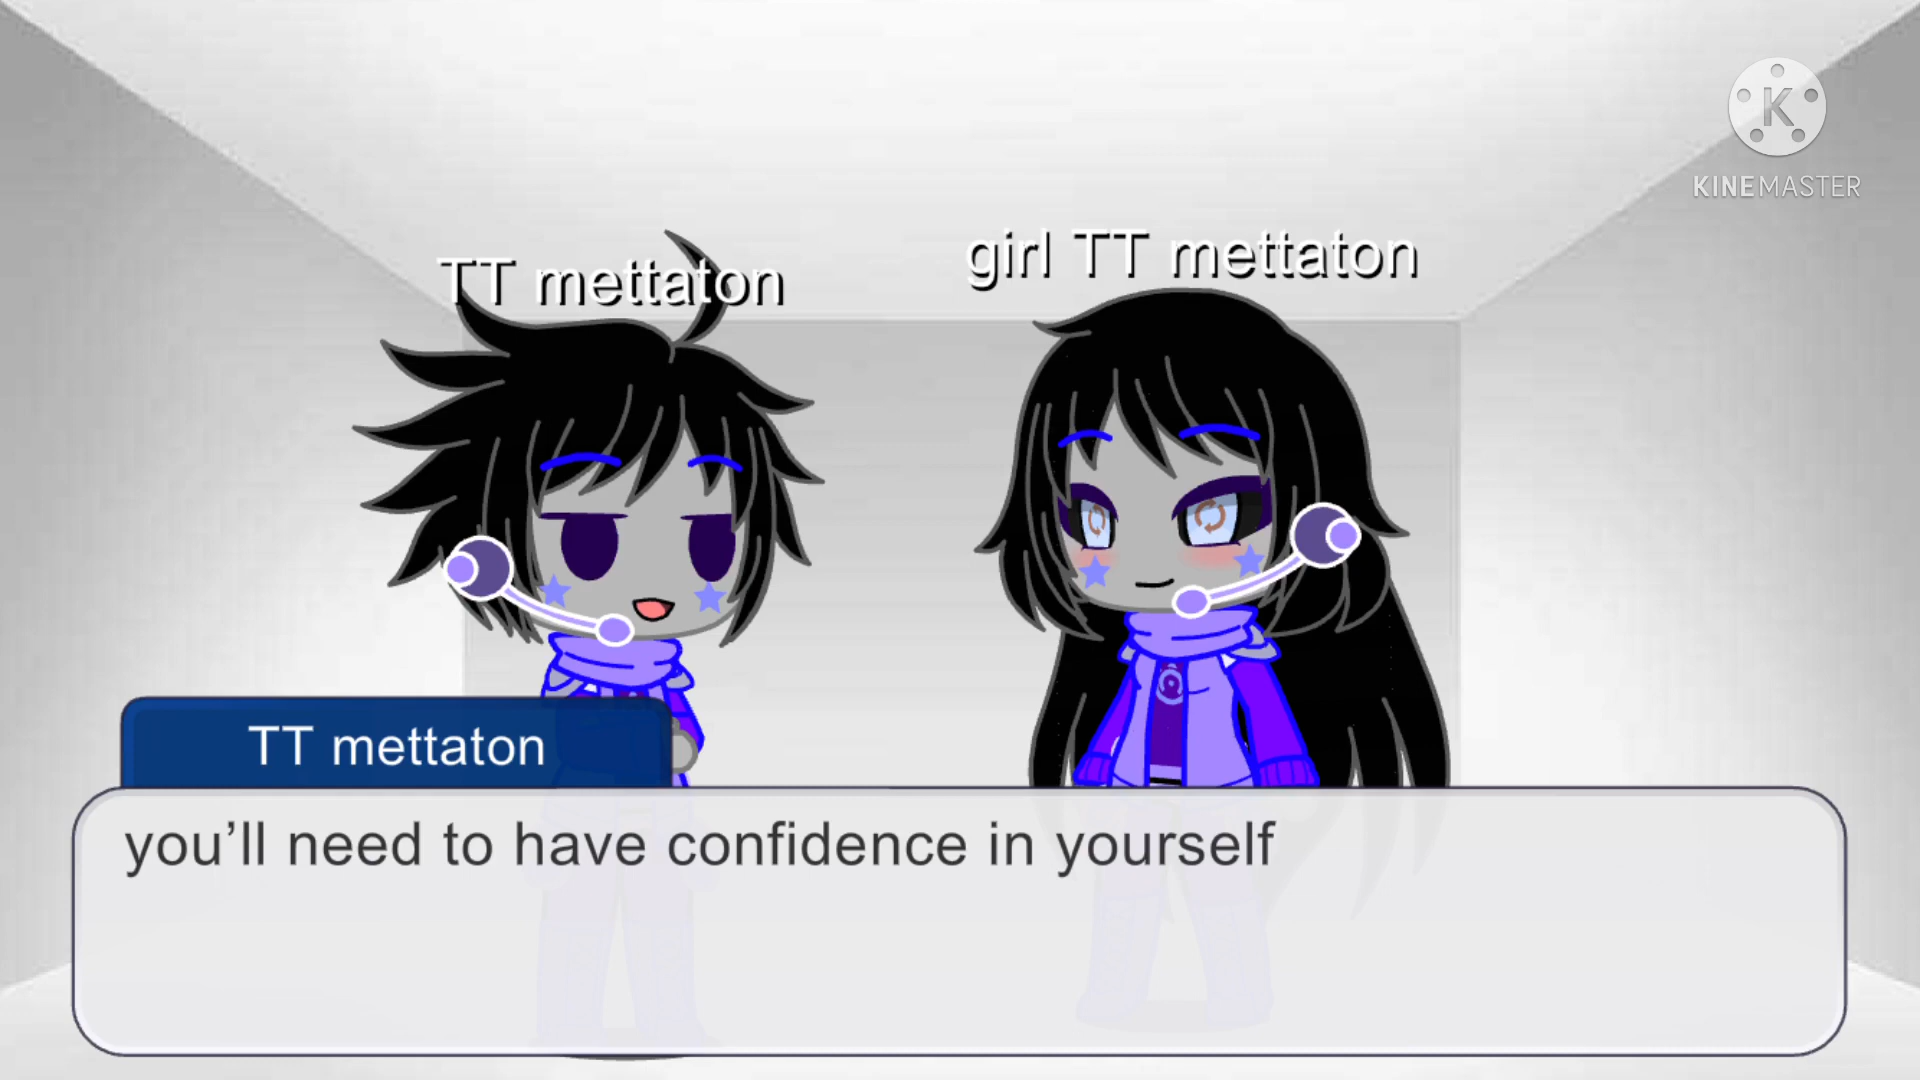 K
KINEMASTER
girl TT mettaton
TT mettaton
TT mettaton
you’ll need to have confidence in yourself